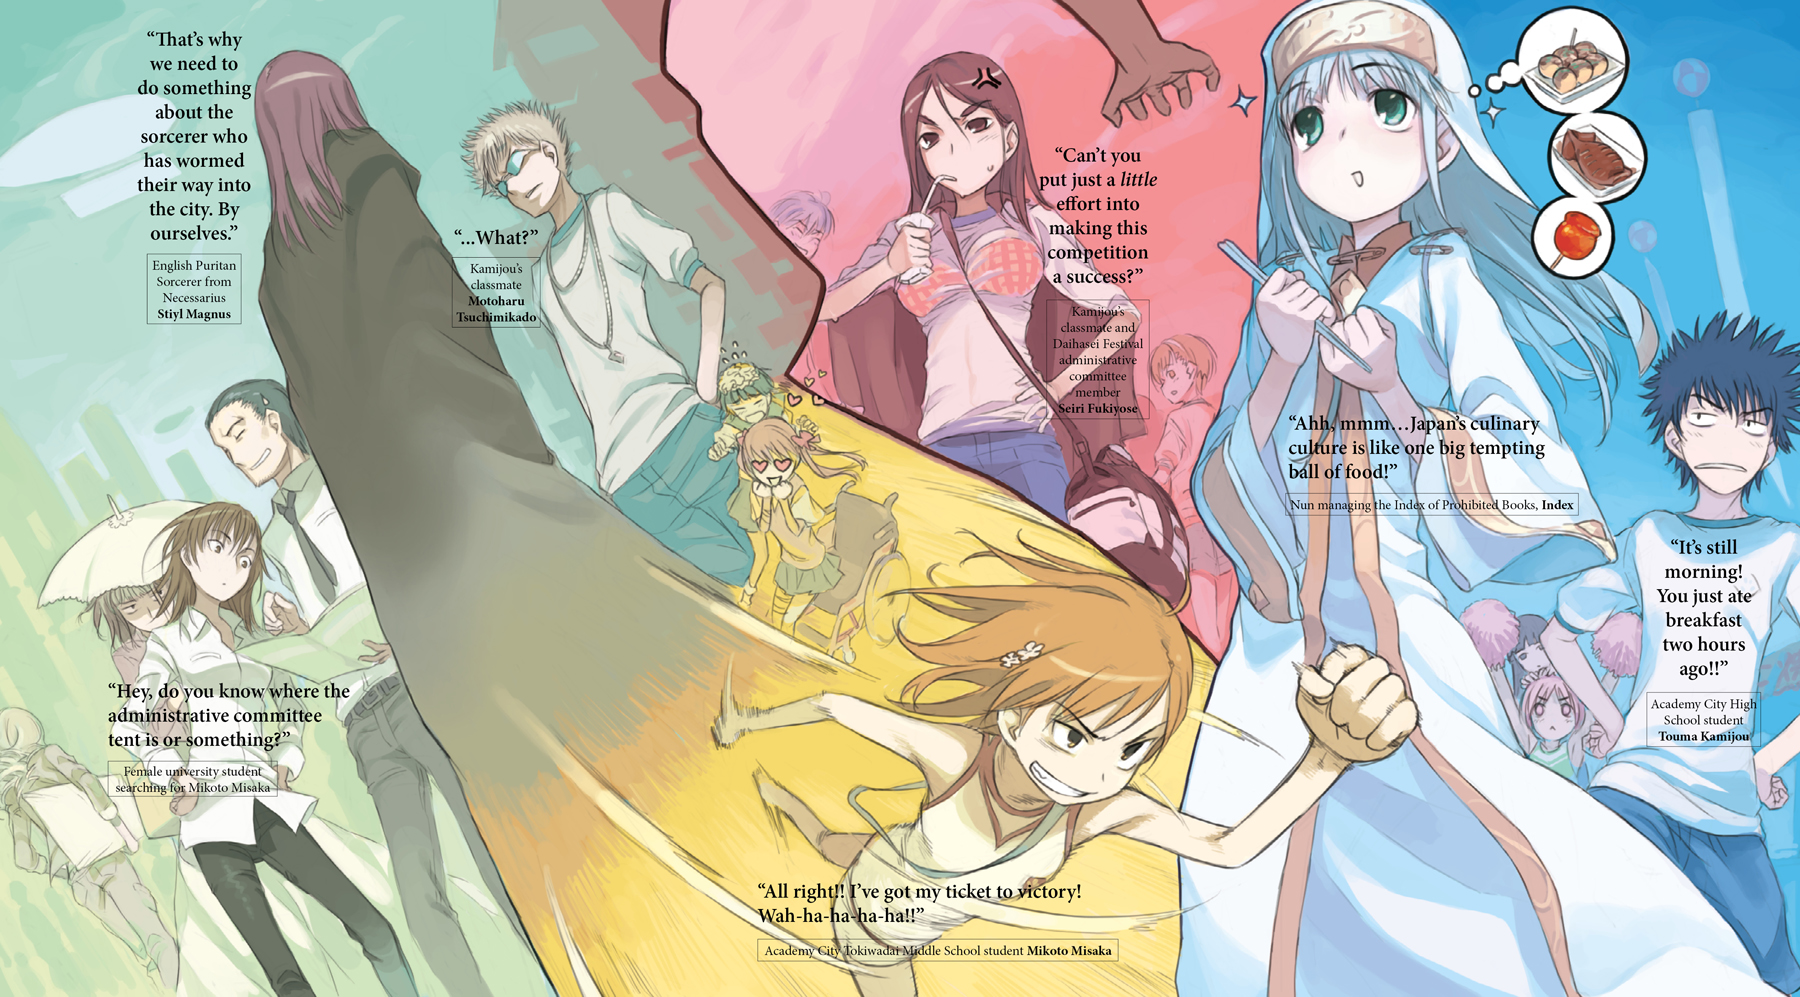 “That’s why
we need to
do something
about the
sorcerer who
has wormed
their way into
the city. By
ourselves.”
English Puritan
Sorcerer from
Necessarius
Stiyl Magnus
“...What?”
Kamijou’s
classmate
Motoharu
Tsuchimikado
“Can’t you
put just a little
effort into
making this
competition
a success?”
Kamijou’s
classmate and
Daihasei Festival
administrative
committee
member
Seiri Fukiyose
“Ahh, mmm…Japan’s culinary
culture is like one big tempting
ball of food!”
Nun managing the Index of Prohibited Books, Index
“It’s still
morning!
You just ate
breakfast
two hours
ago!!”
Academy City High
School student
Touma Kamijou
“Hey, do you know where the
administrative committee
tent is or something?”
Female university student
searching for Mikoto Misaka
“All right!! I’ve got my ticket to victory!
Wah-ha-ha-ha-ha!!”
Academy City Tokiwadai Middle School student Mikoto Misaka